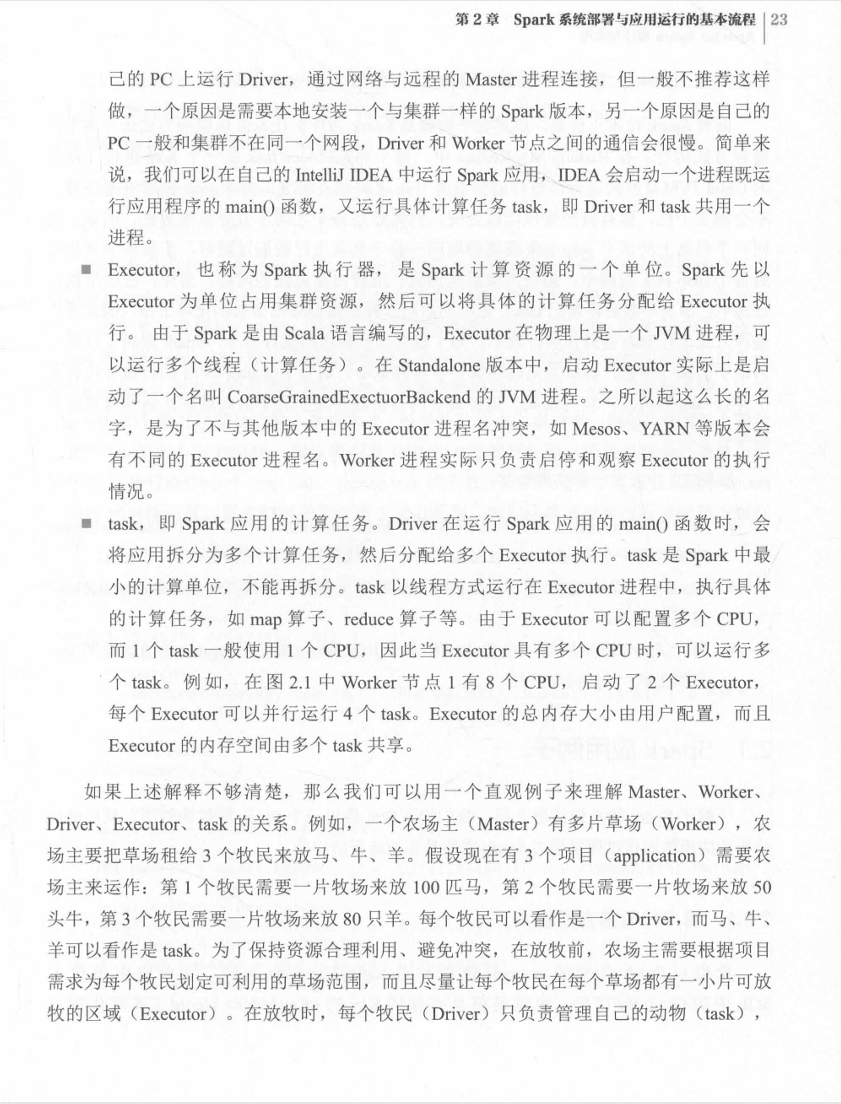 第 2 章 Spark 系统部署与应用运行的基本流程 | 23
己的 PC 上运行 Driver，通过网络与远程的 Master 进程连接，但一般不推荐这样
做，一个原因是需要本地安装一个与集群一样的 Spark 版本，另一个原因是自己的
PC 一般和集群不在同一个网段，Driver 和 Worker 节点之间的通信会很慢。简单来
说，我们可以在自己的 IntelliJ IDEA 中运行 Spark 应用，IDEA 会启动一个进程既运
行应用程序的 main() 函数，又运行具体计算任务 task，即 Driver 和 task 共用一个
进程。
■ Executor，也称为 Spark 执行器，是 Spark 计算资源的一个单位。Spark 先以
Executor 为单位占用集群资源，然后可以将具体的计算任务分配给 Executor 执
行。由于 Spark 是由 Scala 语言编写的，Executor 在物理上是一个 JVM 进程，可
以运行多个线程（计算任务）。在 Standalone 版本中，启动 Executor 实际上是启
动了一个名叫 CoarseGrainedExectuorBackend 的 JVM 进程。之所以起这么长的名
字，是为了不与其他版本中的 Executor 进程名冲突，如 Mesos、YARN 等版本会
有不同的 Executor 进程名。Worker 进程实际只负责启停和观察 Executor 的执行
情况。
■ task，即 Spark 应用的计算任务。Driver 在运行 Spark 应用的 main() 函数时，会
将应用拆分为多个计算任务，然后分配给多个 Executor 执行。task 是 Spark 中最
小的计算单位，不能再拆分。task 以线程方式运行在 Executor 进程中，执行具体
的计算任务，如 map 算子、reduce 算子等。由于 Executor 可以配置多个 CPU，
而 1 个 task 一般使用 1 个 CPU，因此当 Executor 具有多个 CPU 时，可以运行多
个 task。例如，在图 2.1 中 Worker 节点 1 有 8 个 CPU，启动了 2 个 Executor，
每个 Executor 可以并行运行 4 个 task。Executor 的总内存大小由用户配置，而且
Executor 的内存空间由多个 task 共享。
如果上述解释不够清楚，那么我们可以用一个直观例子来理解 Master、Worker、
Driver、Executor、task 的关系。例如，一个农场主（Master）有多片草场（Worker），农
场主要把草场租给 3 个牧民来放马、牛、羊。假设现在有 3 个项目（application）需要农
场主来运作：第 1 个牧民需要一片牧场来放 100 匹马，第 2 个牧民需要一片牧场来放 50
头牛，第 3 个牧民需要一片牧场来放 80 只羊。每个牧民可以看作是一个 Driver，而马、牛、
羊可以看作是 task。为了保持资源合理利用、避免冲突，在放牧前，农场主需要根据项目
需求为每个牧民划定可利用的草场范围，而且尽量让每个牧民在每个草场都有一小片可放
牧的区域（Executor）。在放牧时，每个牧民（Driver）只负责管理自己的动物（task），